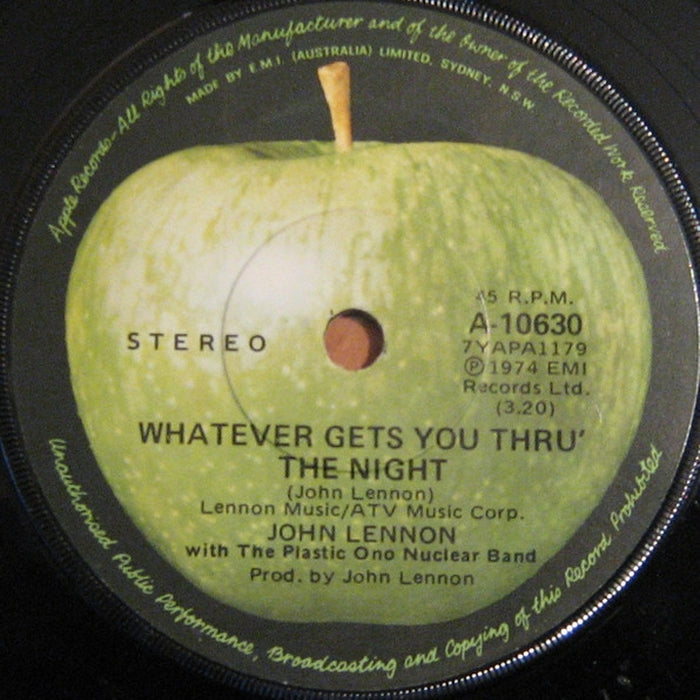 Apple Records-All Rights of the Manufacturer and of the Owner of the Recorded Work Reserved
MADE BY E.M.I. (AUSTRALIA) LIMITED. SYDNEY. N.S.W
STEREO
45 R.P.M.
A-10630
7YAPA1179
Ⓟ1974 EMI
Records Ltd.
(3.20)
WHATEVER GETS YOU THRU'
THE NIGHT
(John Lennon)
Lennon Music/ATV Music Corp.
JOHN LENNON
with The Plastic Ono Nuclear Band
Prod. by John Lennon
Unauthorised Public Performance, Broadcasting and Copying of this Record Prohibited